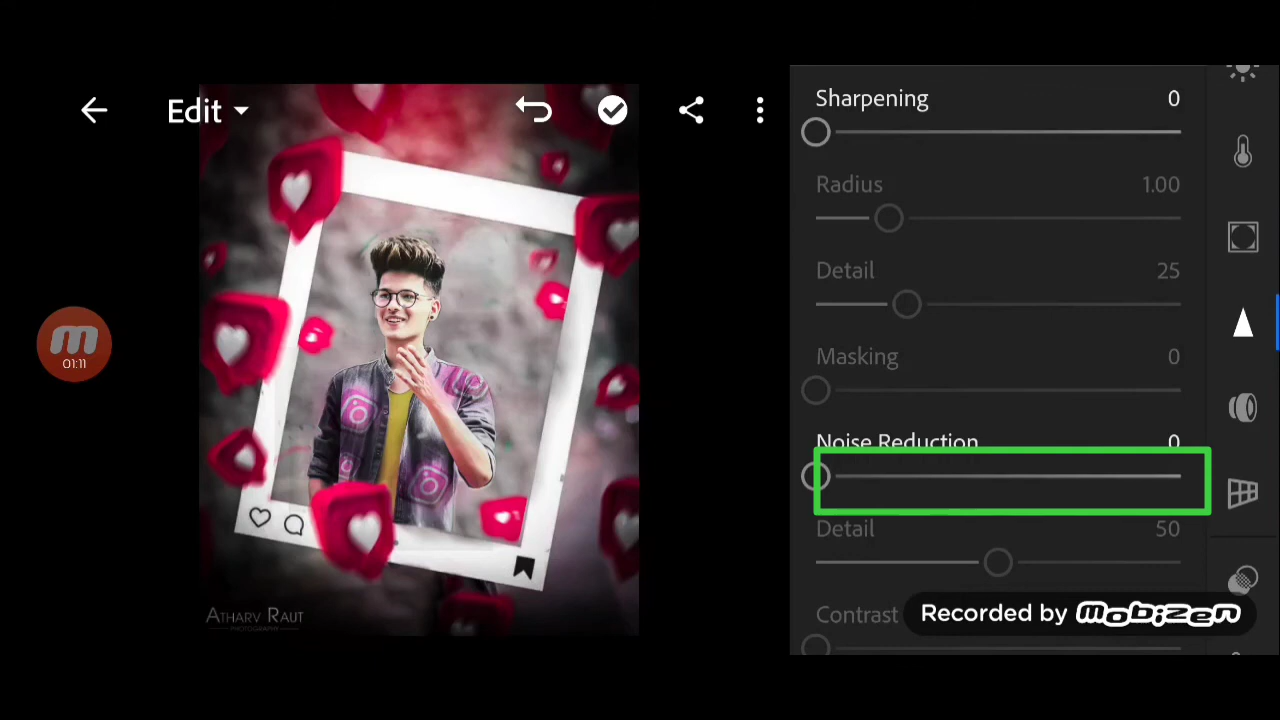 Edit
m
01:11
ATHARV RAUT
PHOTOGRAPHY
Sharpening 0
Radius 1.00
Detail 25
Masking 0
Noise Reduction 0
Detail 50
Contrast
Recorded by mobizen